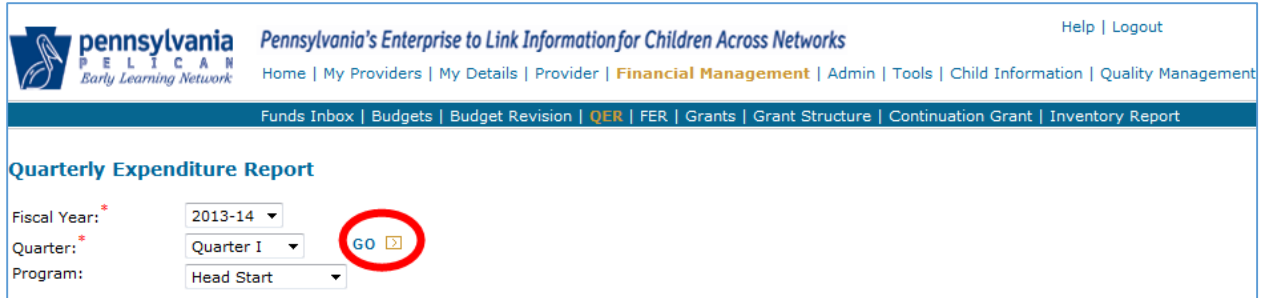 Help | Logout
pennsylvania
PELICAN
Early Learning Network
Pennsylvania's Enterprise to Link Information for Children Across Networks
Home | My Providers | My Details | Provider | Financial Management | Admin | Tools | Child Information | Quality Management
Funds Inbox | Budgets | Budget Revision | QER | FER | Grants | Grant Structure | Continuation Grant | Inventory Report
Quarterly Expenditure Report
Fiscal Year:* 2013-14
Quarter:* Quarter I GO
Program: Head Start